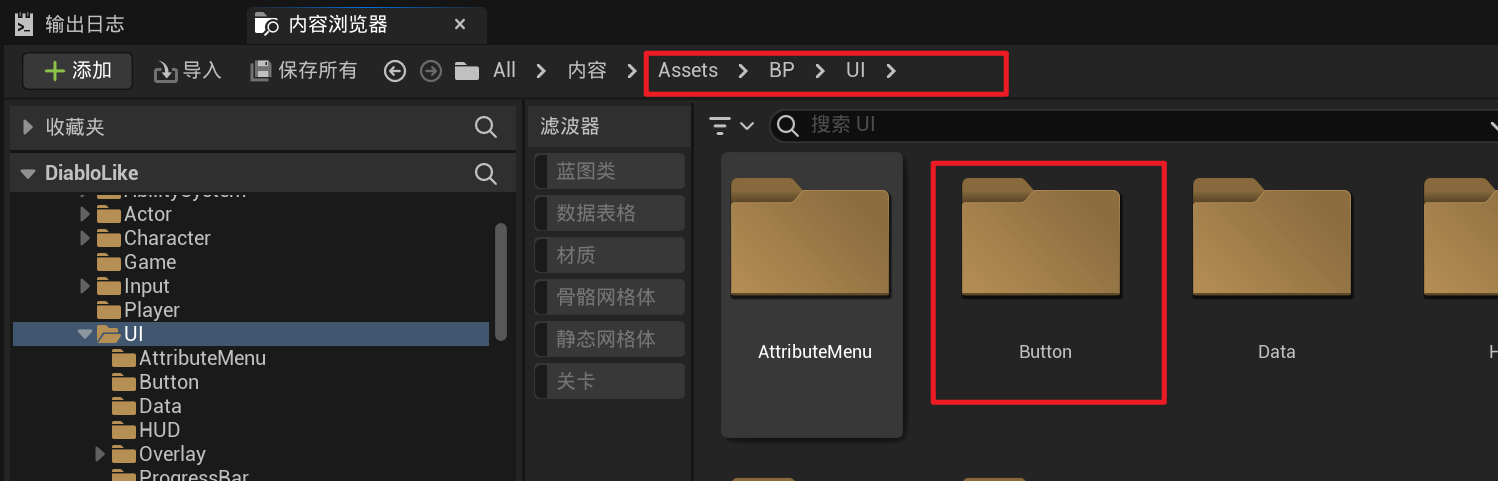 输出日志 内容浏览器
添加 导入 保存所有 All 内容 Assets BP UI
收藏夹 滤波器 搜索 UI
DiabloLike
AbilitySystem
Actor
Character
Game
Input
Player
UI
AttributeMenu
Button
Data
HUD
Overlay
ProgressBar
蓝图类
数据表格
材质
骨骼网格体
静态网格体
关卡
AttributeMenu Button Data H